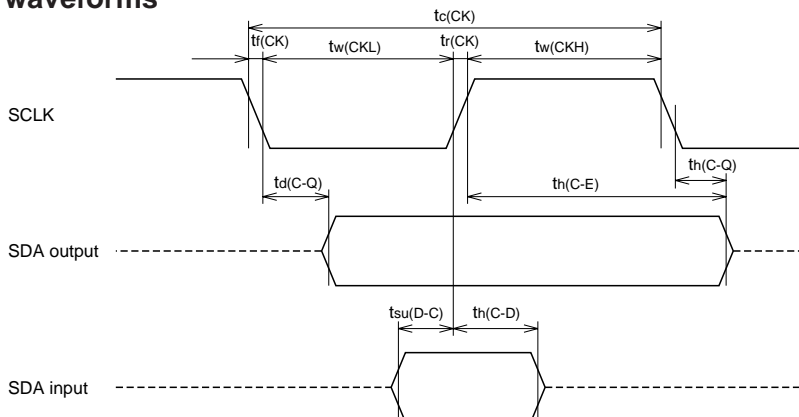 waveforms
tc(CK)
tf(CK) tw(CKL) tr(CK) tw(CKH)
SCLK
td(C-Q) th(C-E) th(C-Q)
SDA output
tsu(D-C) th(C-D)
SDA input